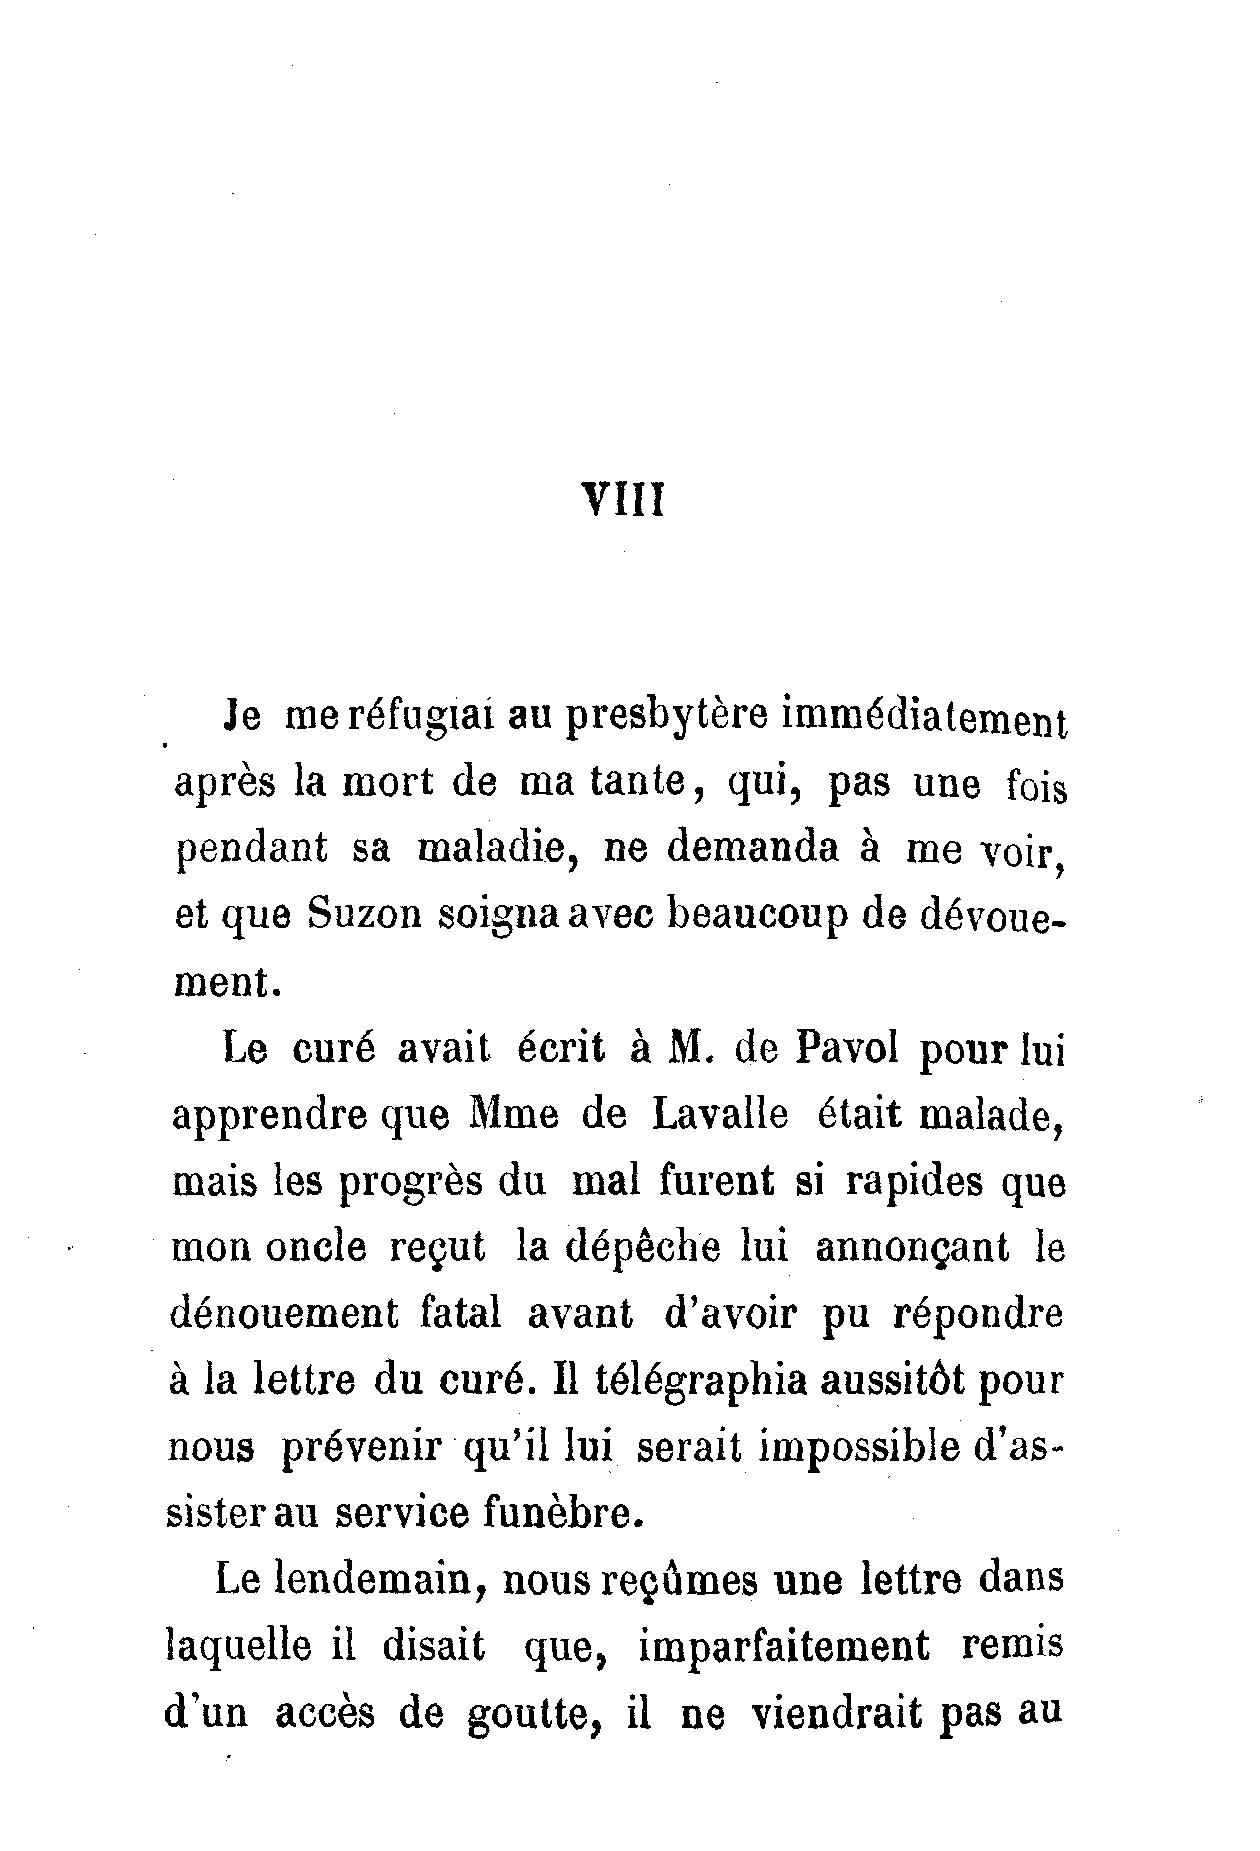 VIII
Je me réfugiai au presbytère immédiatement
après la mort de ma tante, qui, pas une fois
pendant sa maladie, ne demanda à me voir,
et que Suzon soigna avec beaucoup de dévoue-
ment.
Le curé avait écrit à M. de Pavol pour lui
apprendre que Mme de Lavalle était malade,
mais les progrès du mal furent si rapides que
mon oncle reçut la dépêche lui annonçant le
dénouement fatal avant d'avoir pu répondre
à la lettre du curé. Il télégraphia aussitôt pour
nous prévenir qu'il lui serait impossible d'as-
sister au service funèbre.
Le lendemain, nous reçûmes une lettre dans
laquelle il disait que, imparfaitement remis
d'un accès de goutte, il ne viendrait pas au